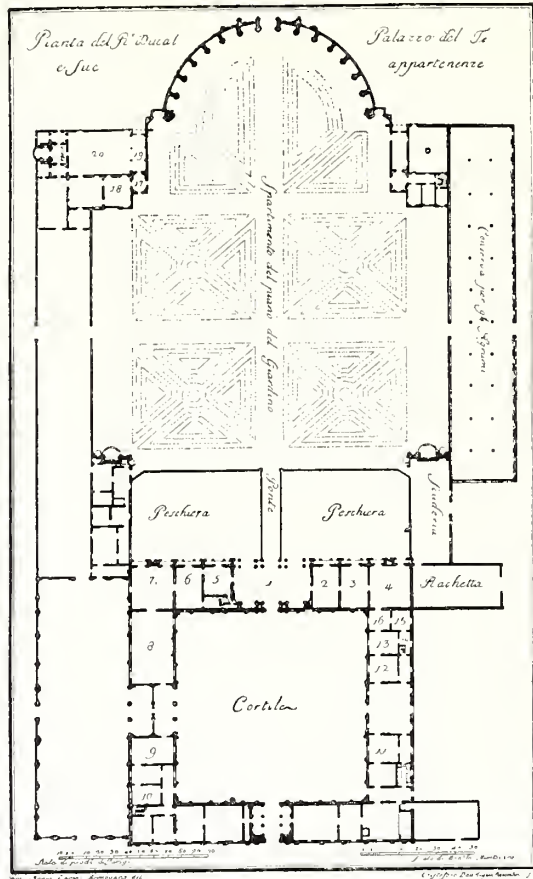 Pianta del Rl Ducal
Palazzo del Te
e sue
appartenenze
20
19
18
17
Spartimento del piano del Giardino
Conserva per gli Agrumi
Ponte
Peschiera
Peschiera
Scuderia
7
6
5
1
2
3
4
Rachetta
8
16
15
13
12
Cortile
9
10
11